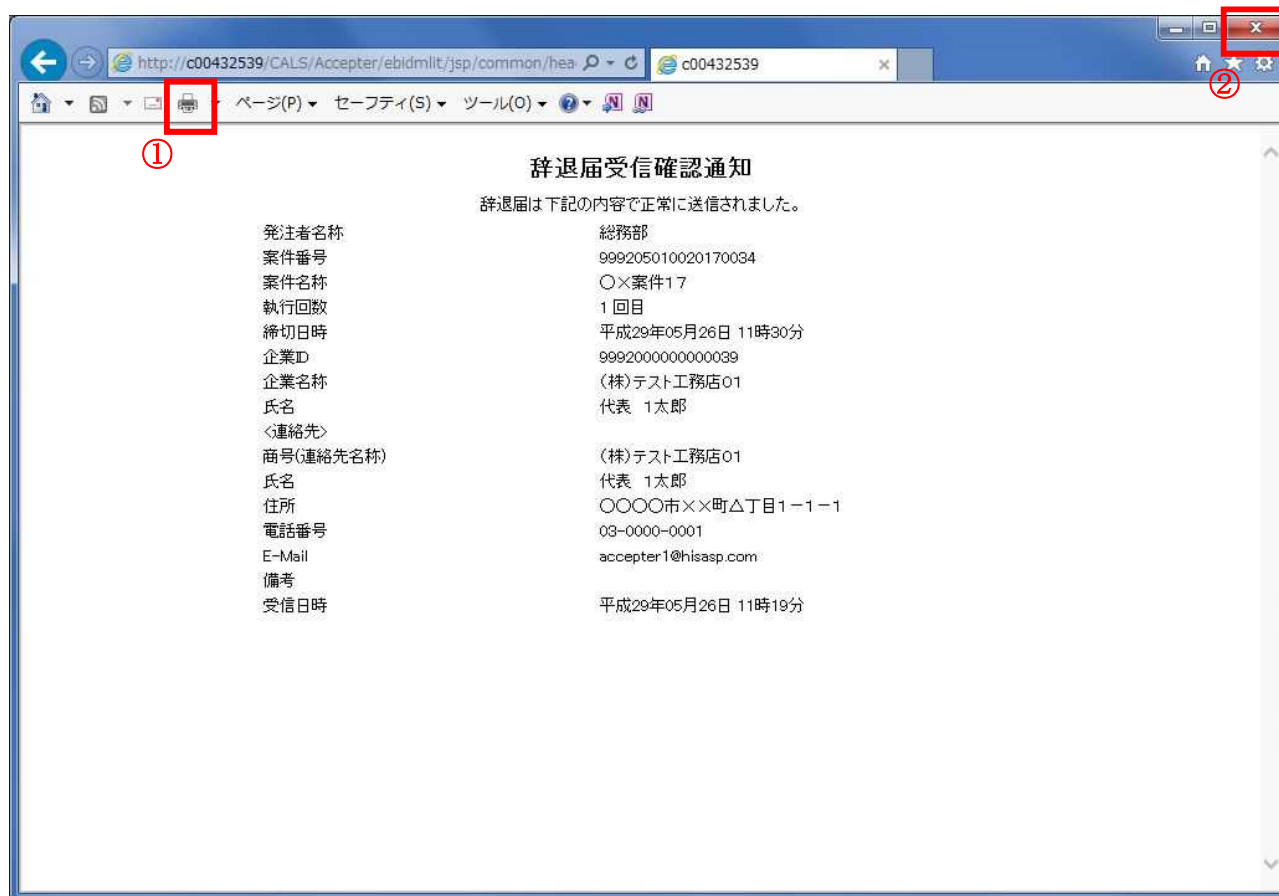 http://c00432539/CALS/Accepter/ebidmlit/jsp/common/hea
c00432539
②
ページ(P) セーフティ(S) ツール(O)
①
辞退届受信確認通知
辞退届は下記の内容で正常に送信されました。
発注者名称 総務部
案件番号 999205010020170034
案件名称 ○×案件17
執行回数 1回目
締切日時 平成29年05月26日 11時30分
企業ID 9992000000000039
企業名称 (株)テスト工務店01
氏名 代表 1太郎
<連絡先>
商号(連絡先名称) (株)テスト工務店01
氏名 代表 1太郎
住所 ○○○○市××町△丁目1-1-1
電話番号 03-0000-0001
E-Mail accepter1@hisasp.com
備考
受信日時 平成29年05月26日 11時19分